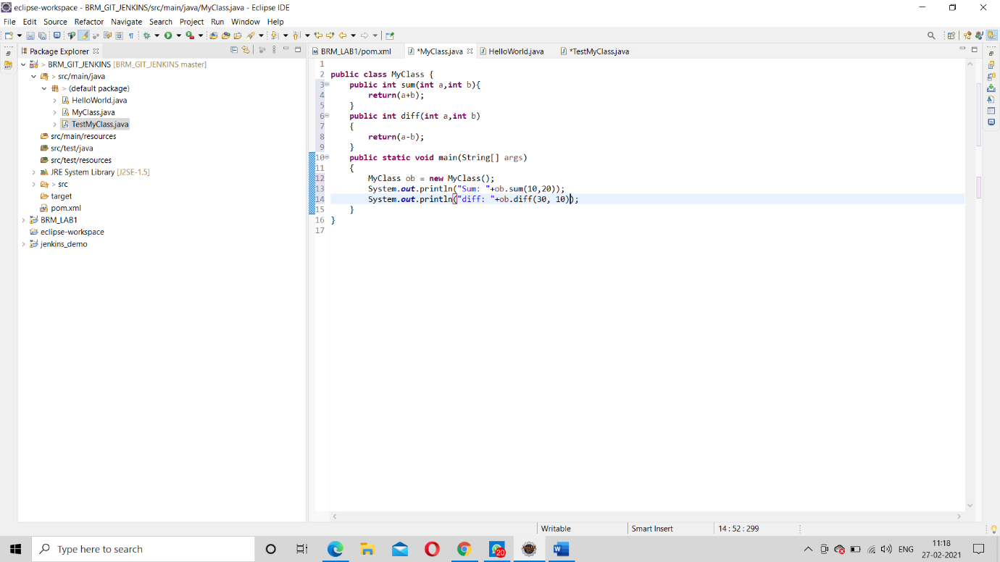 eclipse-workspace - BRM_GIT_JENKINS/src/main/java/MyClass.java - Eclipse IDE
File Edit Source Refactor Navigate Search Project Run Window Help
Package Explorer
BRM_LAB1/pom.xml *MyClass.java HelloWorld.java *TestMyClass.java
> BRM_GIT_JENKINS [BRM_GIT_JENKINS master]
> src/main/java
> (default package)
HelloWorld.java
MyClass.java
TestMyClass.java
src/main/resources
src/test/java
src/test/resources
JRE System Library [J2SE-1.5]
> src
target
pom.xml
BRM_LAB1
eclipse-workspace
jenkins_demo
1
2 public class MyClass {
3 public int sum(int a,int b){
4 return(a+b);
5 }
6 public int diff(int a,int b)
7 {
8 return(a-b);
9 }
10 public static void main(String[] args)
11 {
12 MyClass ob = new MyClass();
13 System.out.println("Sum: "+ob.sum(10,20));
14 System.out.println("diff: "+ob.diff(30, 10));
15 }
16 }
17
Writable Smart Insert 14 : 52 : 299
Type here to search
20
W
ENG
11:18
27-02-2021